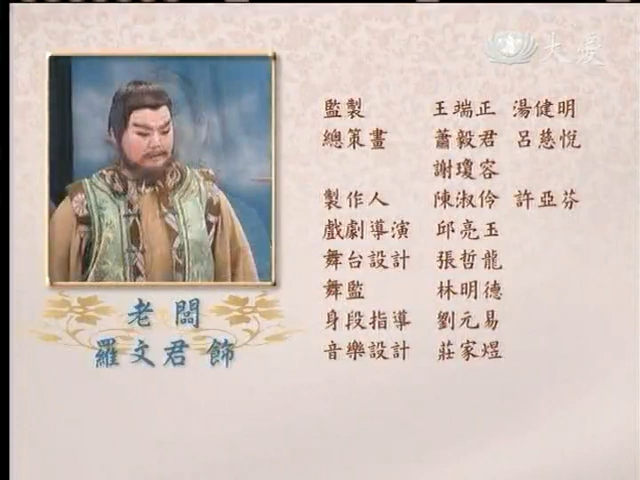 大愛
監製 王端正 湯健明
總策畫 蕭毅君 呂慈悅
謝瓊容
製作人 陳淑伶 許亞芬
戲劇導演 邱亮玉
舞台設計 張哲龍
舞監 林明德
身段指導 劉元易
音樂設計 莊家煜
老闆
羅文君 飾